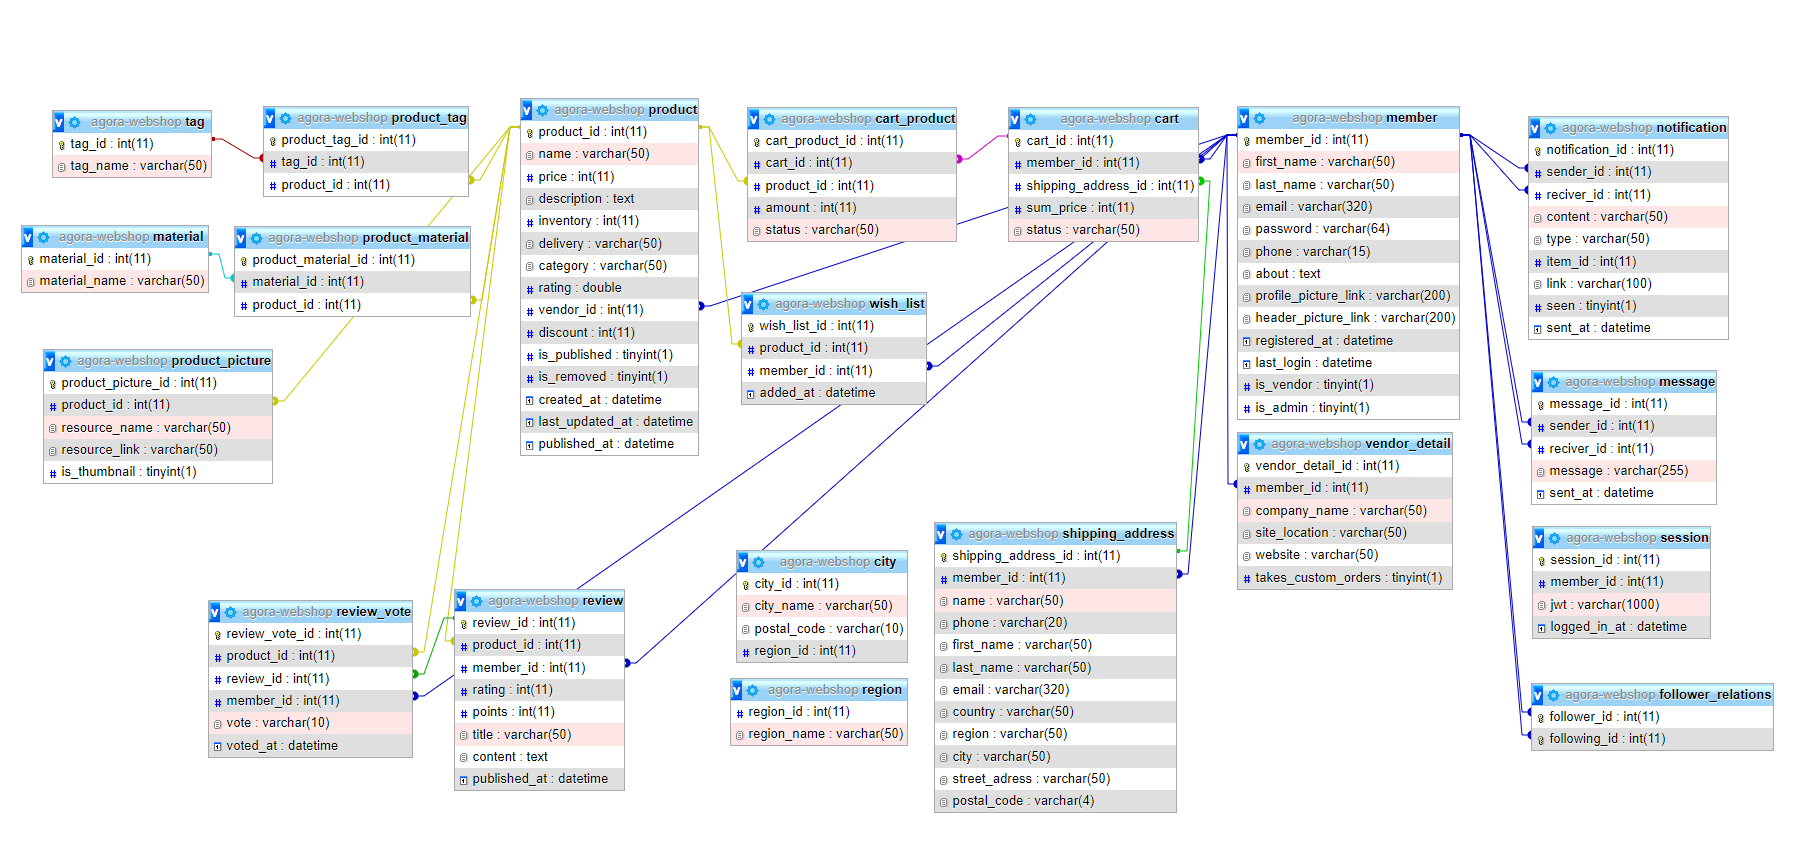 agora-webshop tag
tag_id : int(11)
tag_name : varchar(50)
agora-webshop product_tag
product_tag_id : int(11)
tag_id : int(11)
product_id : int(11)
agora-webshop material
material_id : int(11)
material_name : varchar(50)
agora-webshop product_material
product_material_id : int(11)
material_id : int(11)
product_id : int(11)
agora-webshop product_picture
product_picture_id : int(11)
product_id : int(11)
resource_name : varchar(50)
resource_link : varchar(50)
is_thumbnail : tinyint(1)
agora-webshop product
product_id : int(11)
name : varchar(50)
price : int(11)
description : text
inventory : int(11)
delivery : varchar(50)
category : varchar(50)
rating : double
vendor_id : int(11)
discount : int(11)
is_published : tinyint(1)
is_removed : tinyint(1)
created_at : datetime
last_updated_at : datetime
published_at : datetime
agora-webshop cart_product
cart_product_id : int(11)
cart_id : int(11)
product_id : int(11)
amount : int(11)
status : varchar(50)
agora-webshop wish_list
wish_list_id : int(11)
product_id : int(11)
member_id : int(11)
added_at : datetime
agora-webshop cart
cart_id : int(11)
member_id : int(11)
shipping_address_id : int(11)
sum_price : int(11)
status : varchar(50)
agora-webshop member
member_id : int(11)
first_name : varchar(50)
last_name : varchar(50)
email : varchar(320)
password : varchar(64)
phone : varchar(15)
about : text
profile_picture_link : varchar(200)
header_picture_link : varchar(200)
registered_at : datetime
last_login : datetime
is_vendor : tinyint(1)
is_admin : tinyint(1)
agora-webshop vendor_detail
vendor_detail_id : int(11)
member_id : int(11)
company_name : varchar(50)
site_location : varchar(50)
website : varchar(50)
takes_custom_orders : tinyint(1)
agora-webshop notification
notification_id : int(11)
sender_id : int(11)
reciver_id : int(11)
content : varchar(50)
type : varchar(50)
item_id : int(11)
link : varchar(100)
seen : tinyint(1)
sent_at : datetime
agora-webshop message
message_id : int(11)
sender_id : int(11)
reciver_id : int(11)
message : varchar(255)
sent_at : datetime
agora-webshop session
session_id : int(11)
member_id : int(11)
jwt : varchar(1000)
logged_in_at : datetime
agora-webshop follower_relations
follower_id : int(11)
following_id : int(11)
agora-webshop review_vote
review_vote_id : int(11)
product_id : int(11)
review_id : int(11)
member_id : int(11)
vote : varchar(10)
voted_at : datetime
agora-webshop review
review_id : int(11)
product_id : int(11)
member_id : int(11)
rating : int(11)
points : int(11)
title : varchar(50)
content : text
published_at : datetime
agora-webshop city
city_id : int(11)
city_name : varchar(50)
postal_code : varchar(10)
region_id : int(11)
agora-webshop region
region_id : int(11)
region_name : varchar(50)
agora-webshop shipping_address
shipping_address_id : int(11)
member_id : int(11)
name : varchar(50)
phone : varchar(20)
first_name : varchar(50)
last_name : varchar(50)
email : varchar(320)
country : varchar(50)
region : varchar(50)
city : varchar(50)
street_adress : varchar(50)
postal_code : varchar(4)